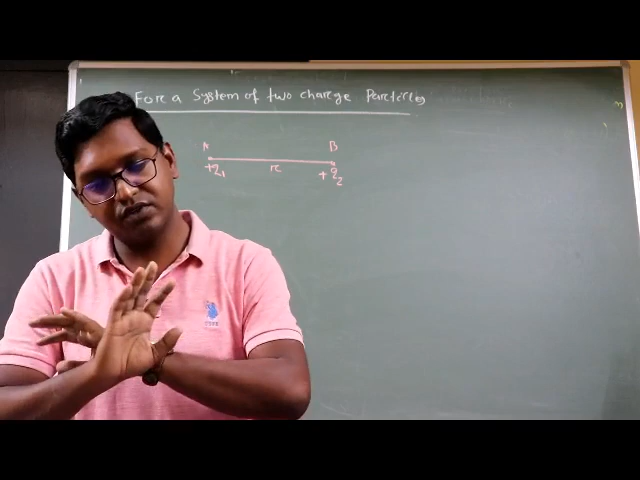 For a System of two charge Particles
A B
+q₁ r +q₂